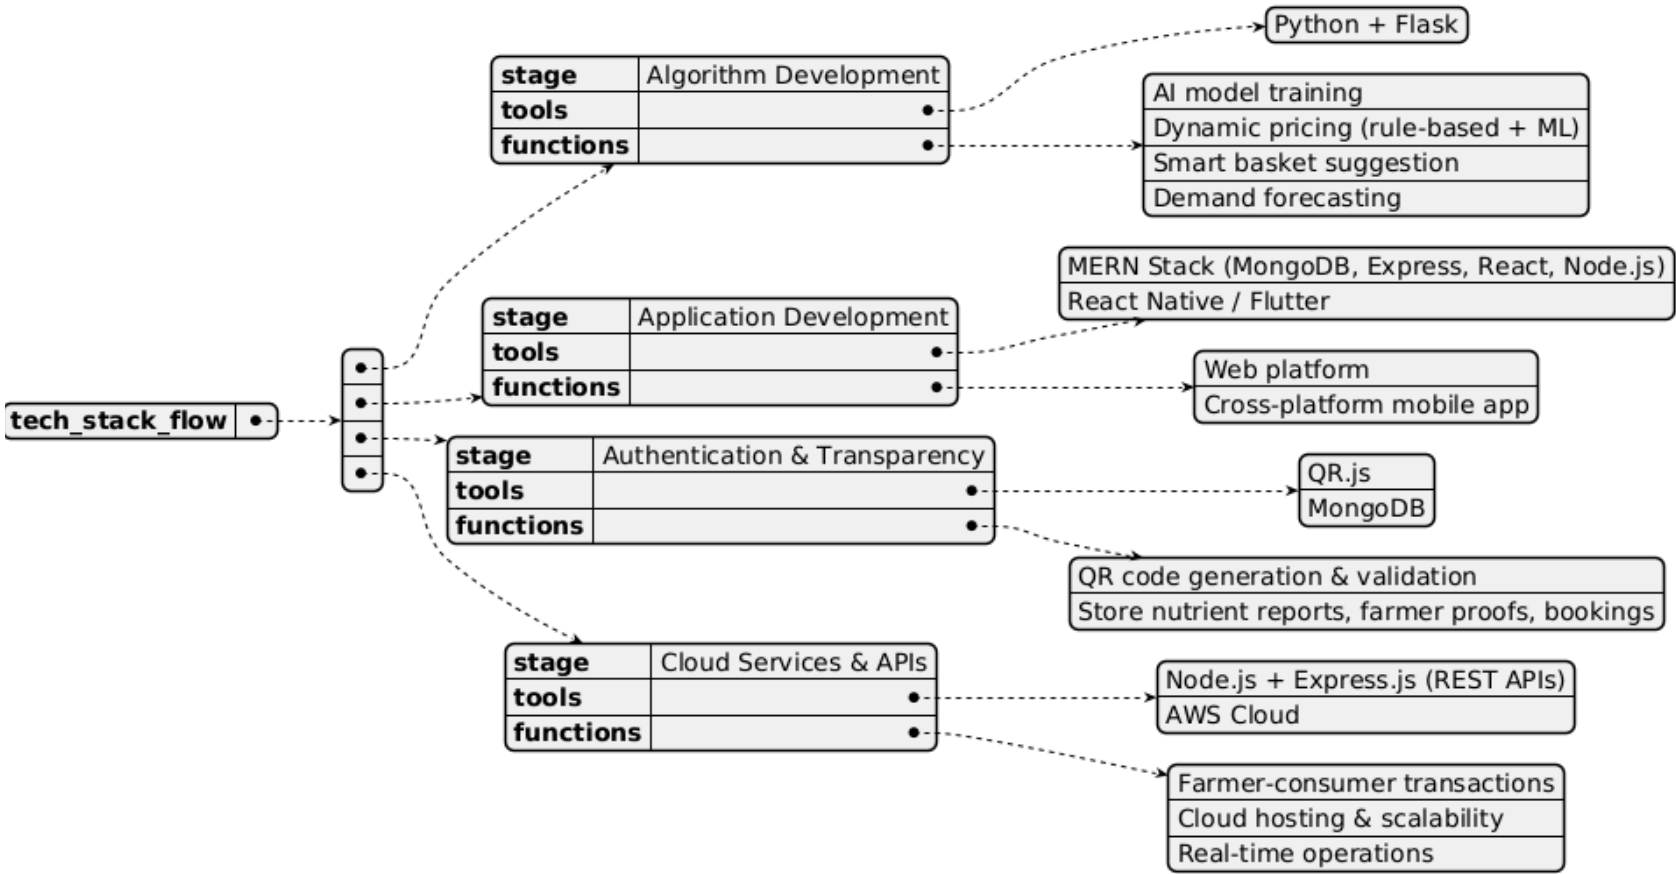 tech_stack_flow
stage Algorithm Development
tools
functions
Python + Flask
AI model training
Dynamic pricing (rule-based + ML)
Smart basket suggestion
Demand forecasting
stage Application Development
tools
functions
MERN Stack (MongoDB, Express, React, Node.js)
React Native / Flutter
Web platform
Cross-platform mobile app
stage Authentication & Transparency
tools
functions
QR.js
MongoDB
QR code generation & validation
Store nutrient reports, farmer proofs, bookings
stage Cloud Services & APIs
tools
functions
Node.js + Express.js (REST APIs)
AWS Cloud
Farmer-consumer transactions
Cloud hosting & scalability
Real-time operations